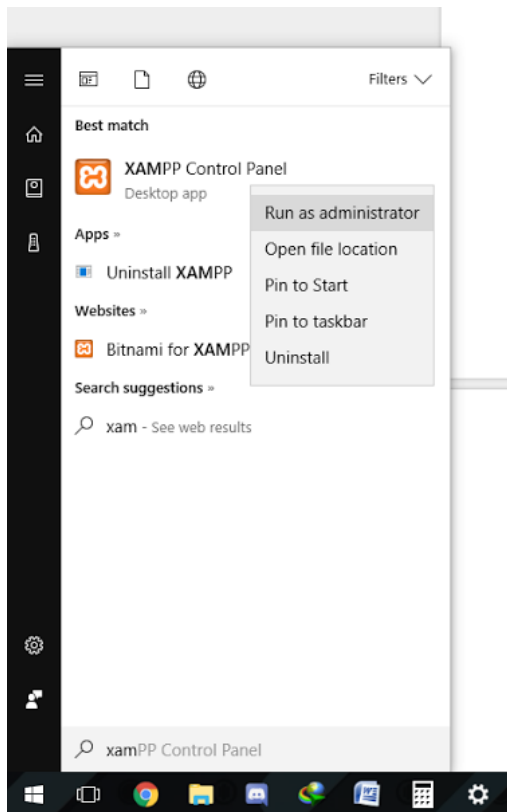 Filters
Best match
XAMPP Control Panel
Desktop app
Run as administrator
Open file location
Pin to Start
Pin to taskbar
Uninstall
Apps »
Uninstall XAMPP
Websites »
Bitnami for XAMPP
Search suggestions »
xam - See web results
xamPP Control Panel